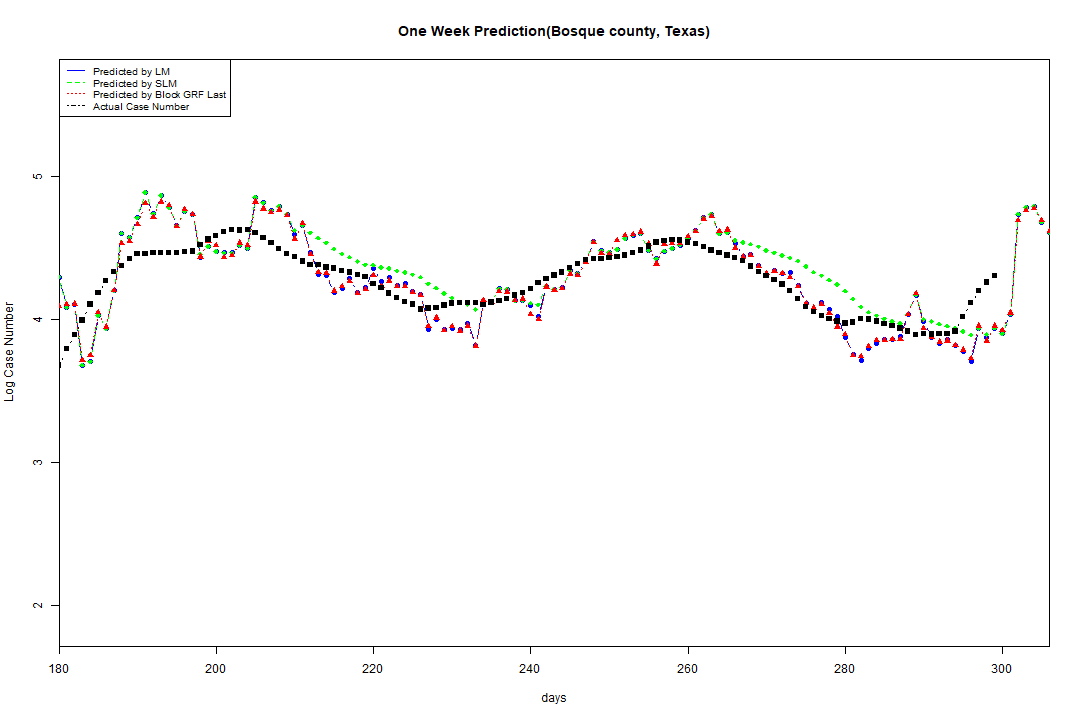 One Week Prediction(Bosque county, Texas)
Predicted by LM
Predicted by SLM
Predicted by Block GRF Last
Actual Case Number
5
4
3
2
Log Case Number
180 200 220 240 260 280 300
days